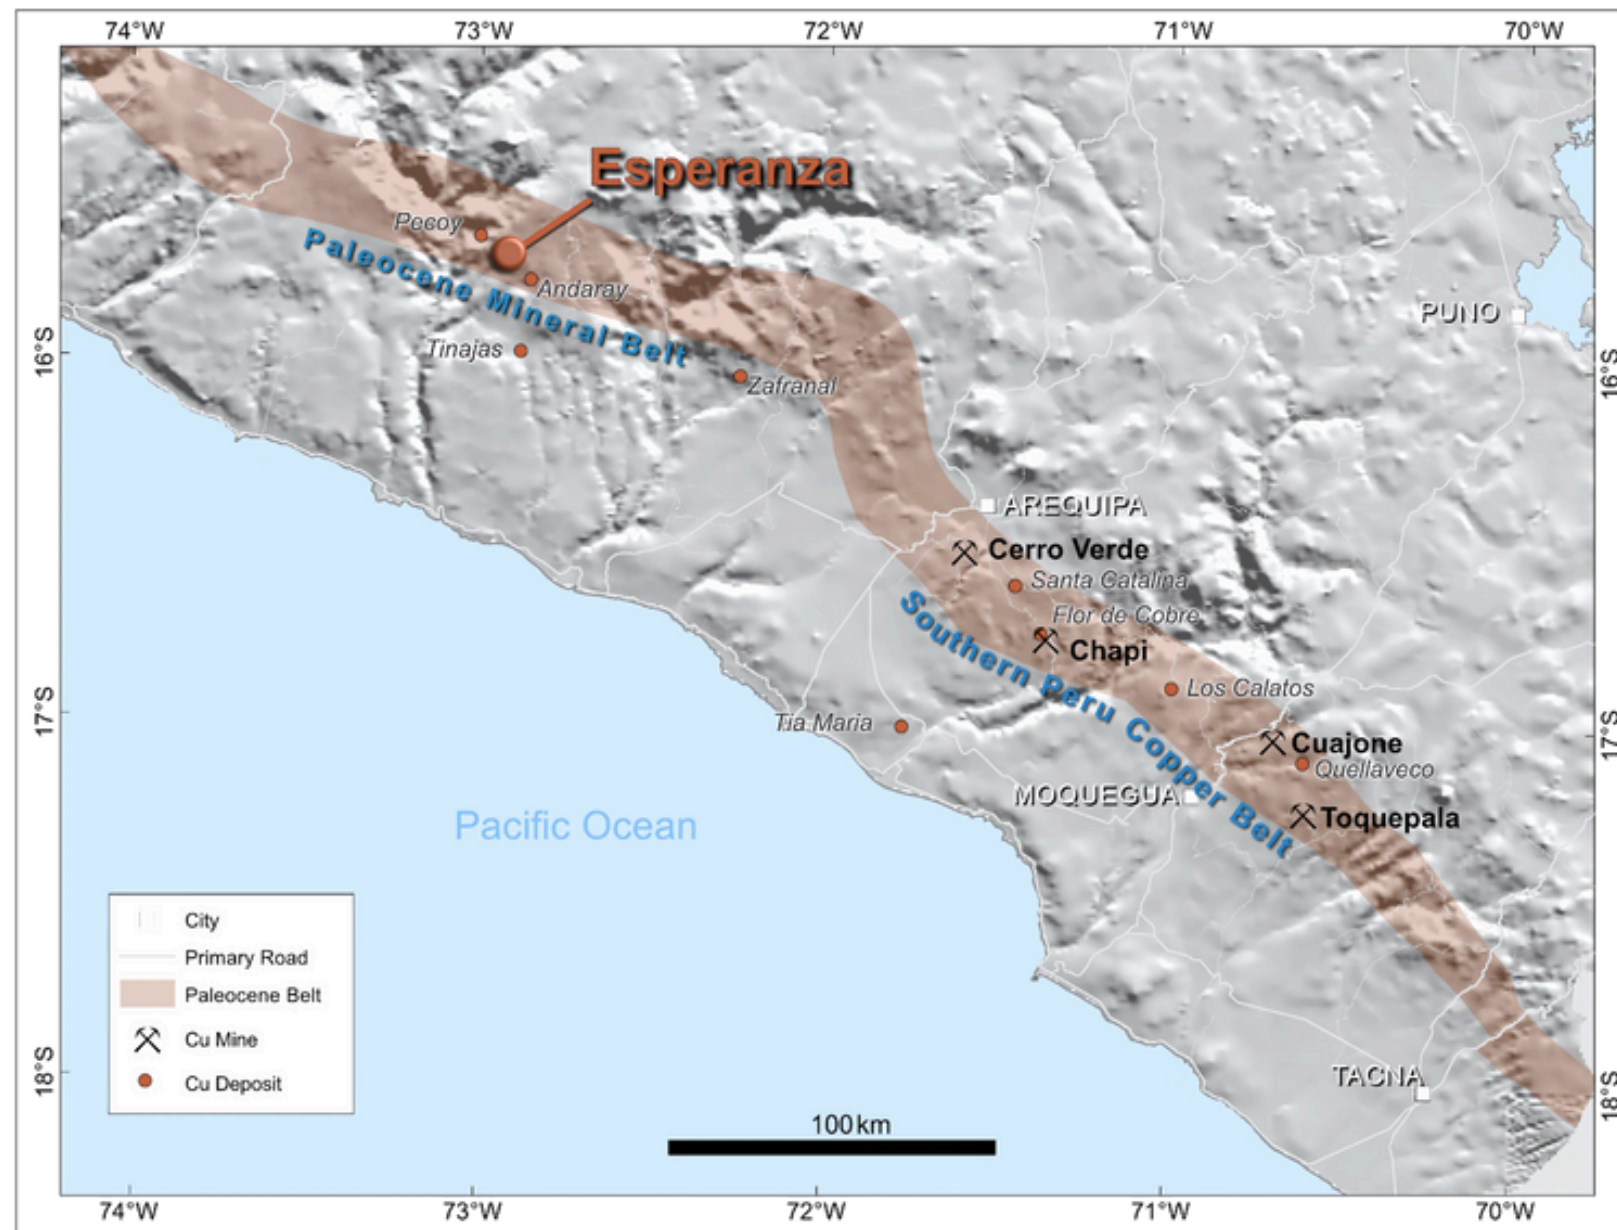 74°W 73°W 72°W 71°W 70°W
Esperanza
Pecoy
Paleocene Mineral Belt
Andaray
PUNO
Tinajas
16°S
16°S
Zafranal
AREQUIPA
Cerro Verde
Santa Catalina
Flor de Cobre
Chapi
Southern Peru Copper Belt
Los Calatos
17°S
17°S
Tia Maria
Cuajone
Quellaveco
MOQUEGUA
Toquepala
Pacific Ocean
City
Primary Road
Paleocene Belt
Cu Mine
Cu Deposit
18°S
18°S
TACNA
100 km
74°W 73°W 72°W 71°W 70°W